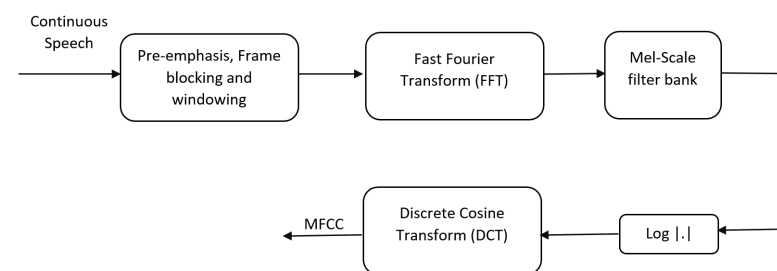 Continuous
Speech
Pre-emphasis, Frame
blocking and
windowing
Fast Fourier
Transform (FFT)
Mel-Scale
filter bank
MFCC
Discrete Cosine
Transform (DCT)
Log |.|